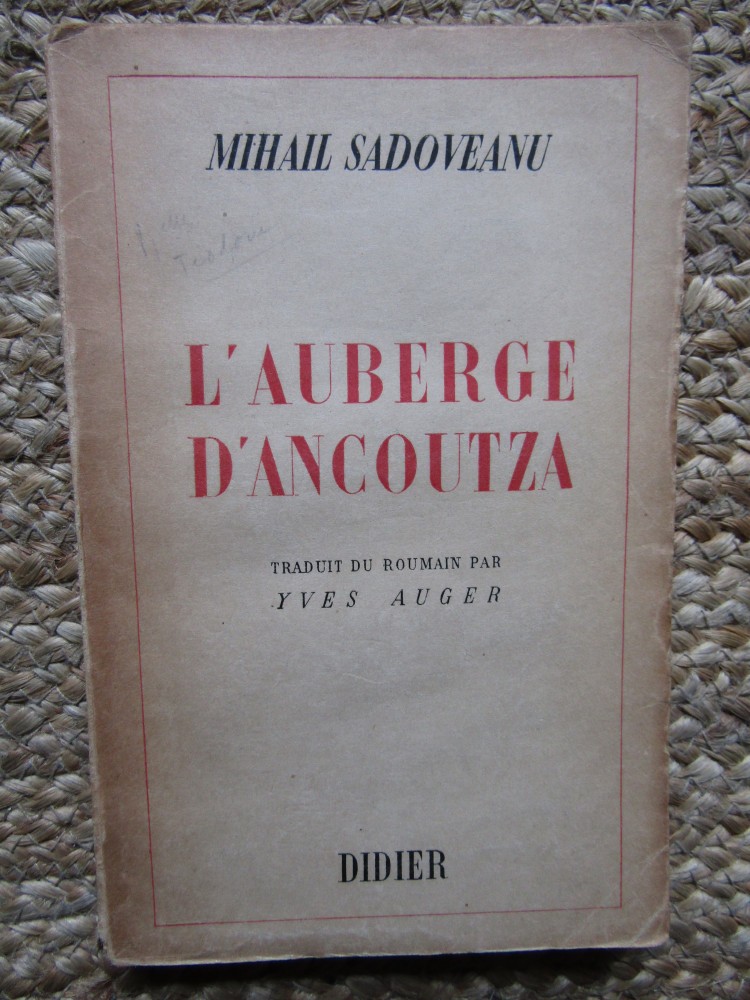 MIHAIL SADOVEANU
L'AUBERGE
D'ANCOUTZA
TRADUIT DU ROUMAIN PAR
YVES AUGER
DIDIER